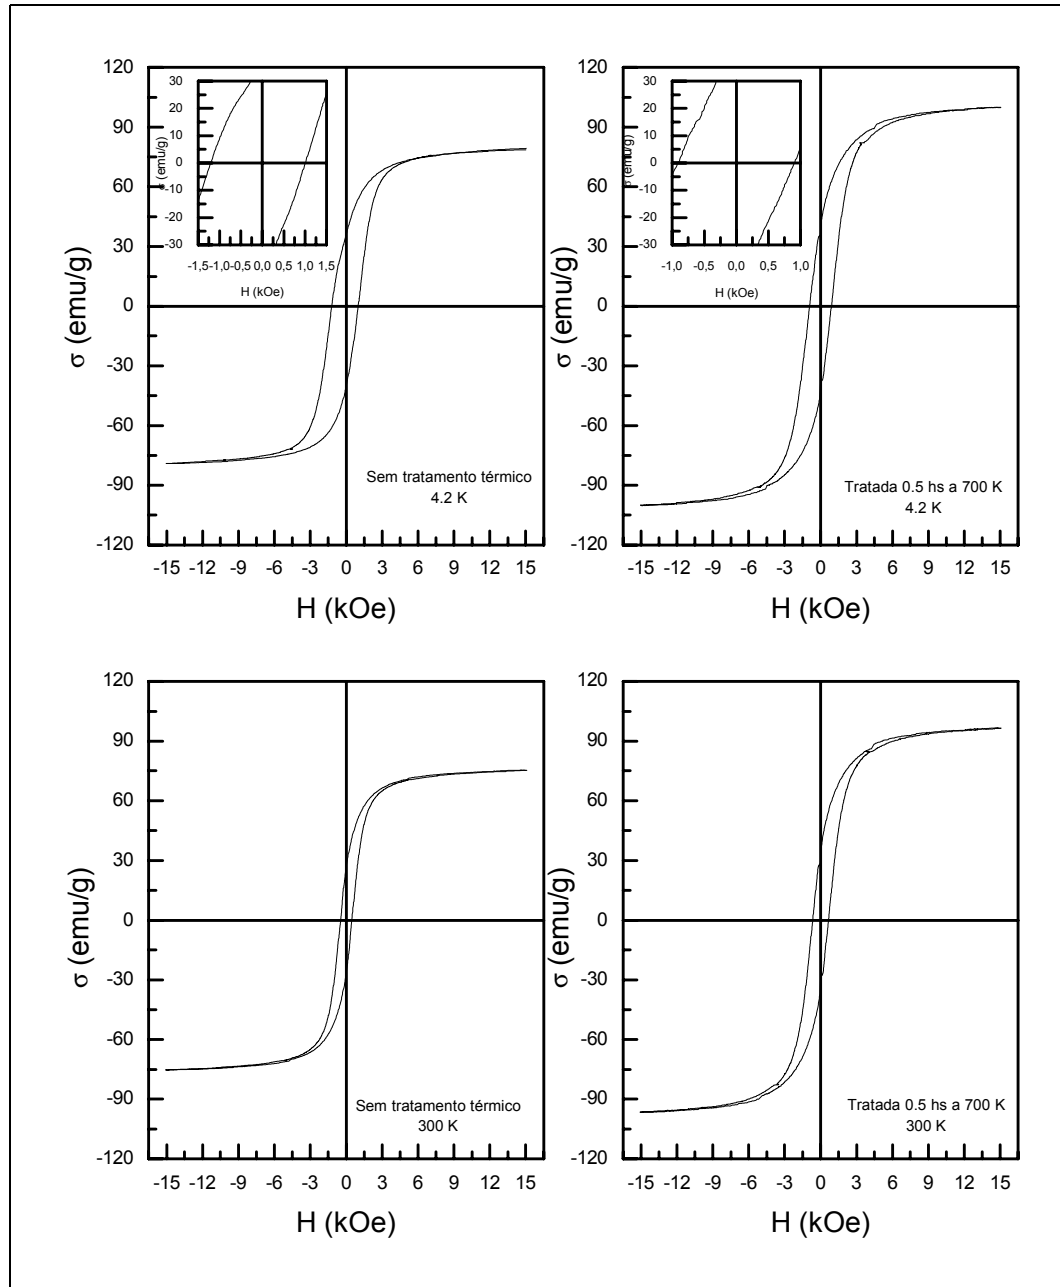 120
90
60
30
0
-30
-60
-90
-120
σ (emu/g)
-15 -12 -9 -6 -3 0 3 6 9 12 15
H (kOe)
Sem tratamento térmico
4.2 K
30
20
10
0
-10
-20
-30
σ (emu/g)
-1,5 -1,0 -0,5 0,0 0,5 1,0 1,5
H (kOe)
120
90
60
30
0
-30
-60
-90
-120
σ (emu/g)
-15 -12 -9 -6 -3 0 3 6 9 12 15
H (kOe)
Tratada 0.5 hs a 700 K
4.2 K
30
20
10
0
-10
-20
-30
σ (emu/g)
-1,0 -0,5 0,0 0,5 1,0
H (kOe)
120
90
60
30
0
-30
-60
-90
-120
σ (emu/g)
-15 -12 -9 -6 -3 0 3 6 9 12 15
H (kOe)
Sem tratamento térmico
300 K
120
90
60
30
0
-30
-60
-90
-120
σ (emu/g)
-15 -12 -9 -6 -3 0 3 6 9 12 15
H (kOe)
Tratada 0.5 hs a 700 K
300 K